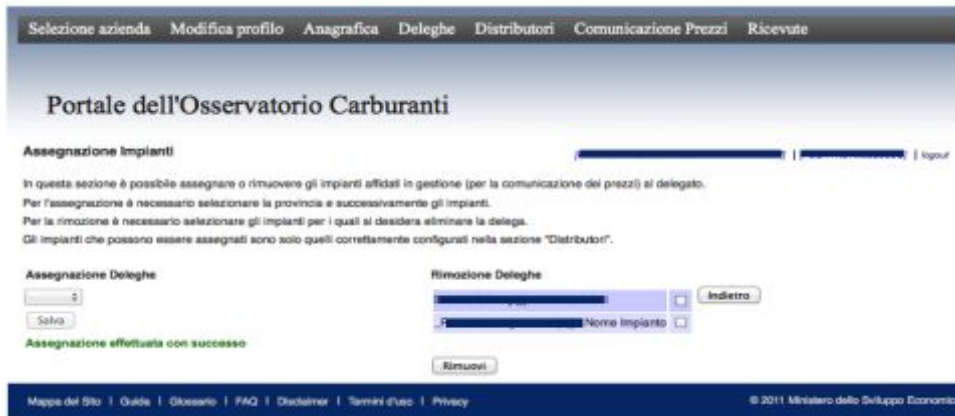 Selezione azienda Modifica profilo Anagrafica Deleghe Distributori Comunicazione Prezzi Ricevute
Portale dell'Osservatorio Carburanti
Assegnazione Impianti
| | logout
In questa sezione è possibile assegnare o rimuovere gli impianti affidati in gestione (per la comunicazione dei prezzi) al delegato.
Per l'assegnazione è necessario selezionare la provincia e successivamente gli impianti.
Per la rimozione è necessario selezionare gli impianti per i quali si desidera eliminare la delega.
Gli impianti che possono essere assegnati sono solo quelli correttamente configurati nella sezione "Distributori".
Assegnazione Deleghe
Rimozione Deleghe
Indietro
Salva
Nome Impianto
Assegnazione effettuata con successo
Rimuovi
Mappa del Sito | Guida | Glossario | FAQ | Disclaimer | Termini d'uso | Privacy
© 2011 Ministero dello Sviluppo Economic